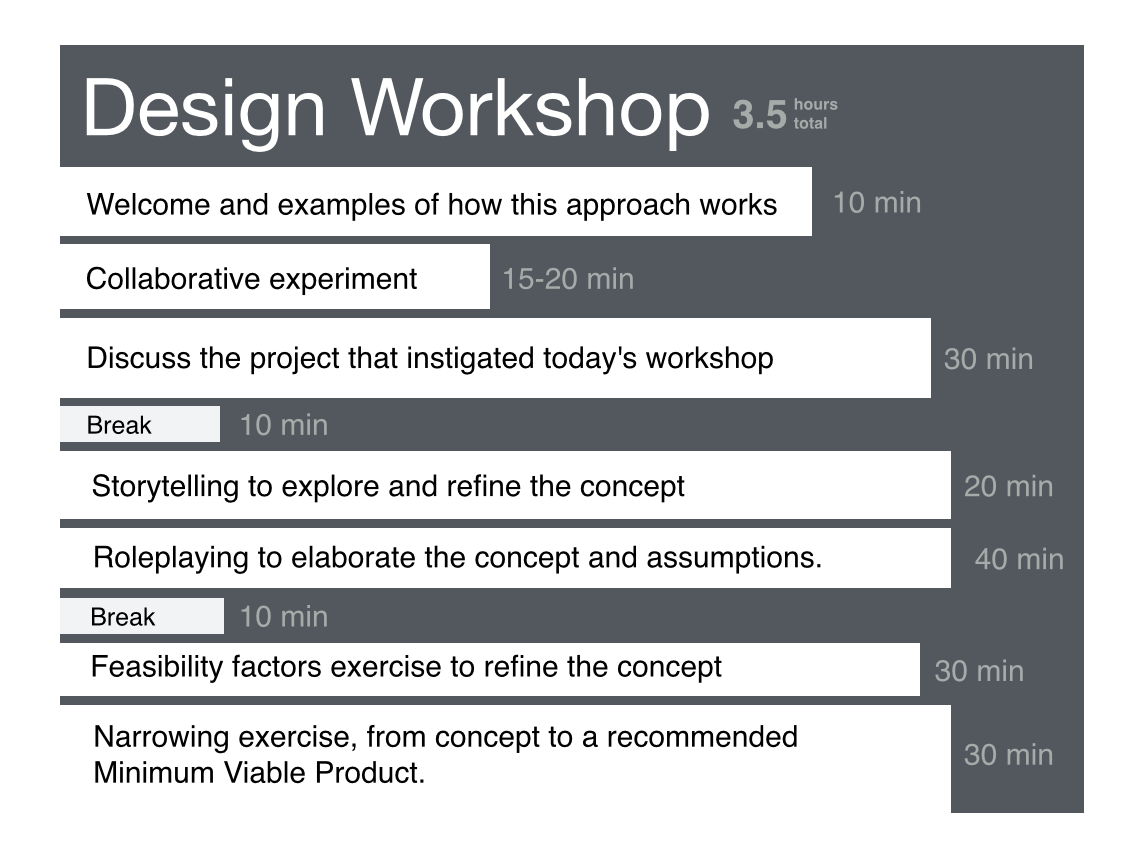 Design Workshop 3.5 hours total
Welcome and examples of how this approach works 10 min
Collaborative experiment 15-20 min
Discuss the project that instigated today's workshop 30 min
Break 10 min
Storytelling to explore and refine the concept 20 min
Roleplaying to elaborate the concept and assumptions. 40 min
Break 10 min
Feasibility factors exercise to refine the concept 30 min
Narrowing exercise, from concept to a recommended
Minimum Viable Product. 30 min